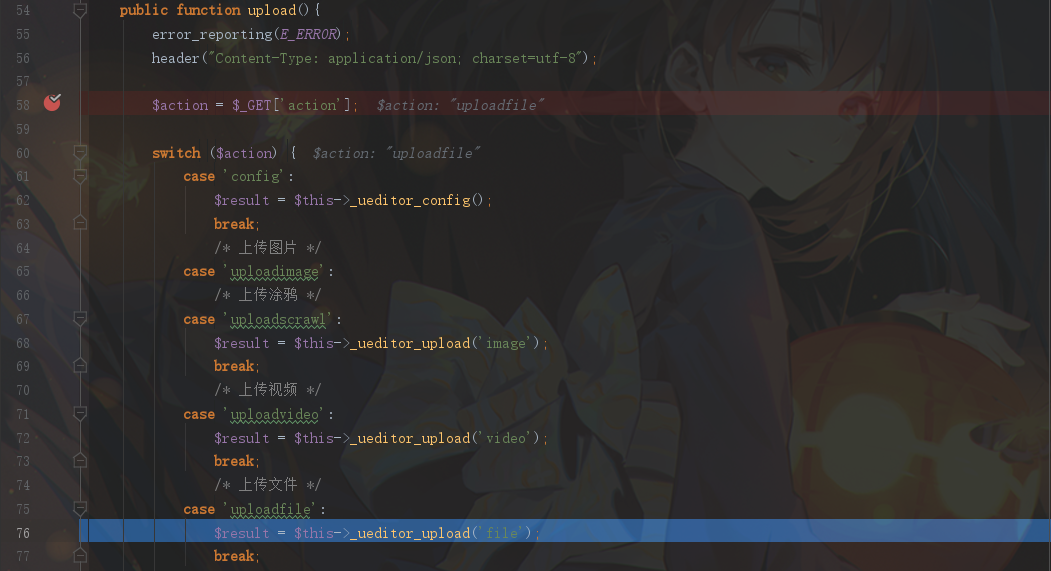 54 public function upload(){
55 error_reporting(E_ERROR);
56 header("Content-Type: application/json; charset=utf-8");
57
58 $action = $_GET['action']; $action: "uploadfile"
59
60 switch ($action) { $action: "uploadfile"
61 case 'config':
62 $result = $this->_ueditor_config();
63 break;
64 /* 上传图片 */
65 case 'uploadimage':
66 /* 上传涂鸦 */
67 case 'uploadscrawl':
68 $result = $this->_ueditor_upload('image');
69 break;
70 /* 上传视频 */
71 case 'uploadvideo':
72 $result = $this->_ueditor_upload('video');
73 break;
74 /* 上传文件 */
75 case 'uploadfile':
76 $result = $this->_ueditor_upload('file');
77 break;